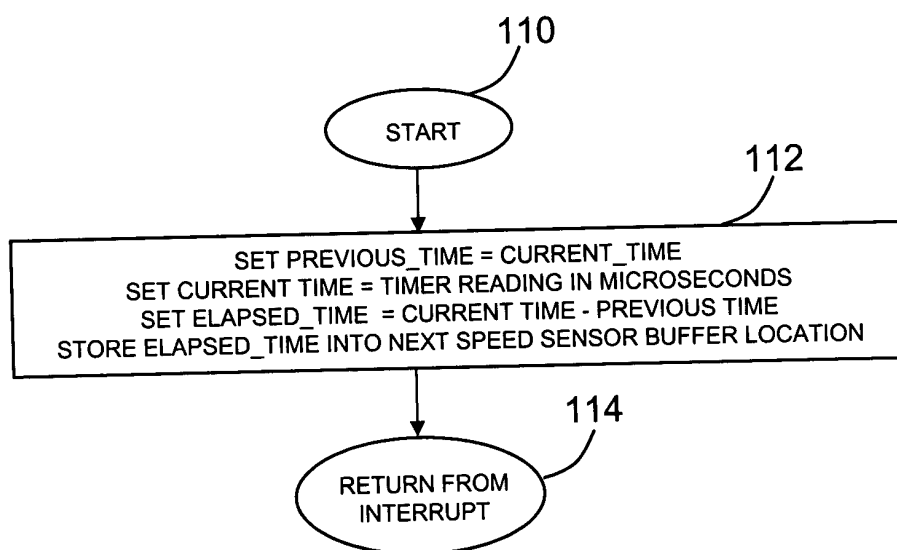 110
START
112
SET PREVIOUS_TIME = CURRENT_TIME
SET CURRENT TIME = TIMER READING IN MICROSECONDS
SET ELAPSED_TIME = CURRENT TIME - PREVIOUS TIME
STORE ELAPSED_TIME INTO NEXT SPEED SENSOR BUFFER LOCATION
114
RETURN FROM
INTERRUPT